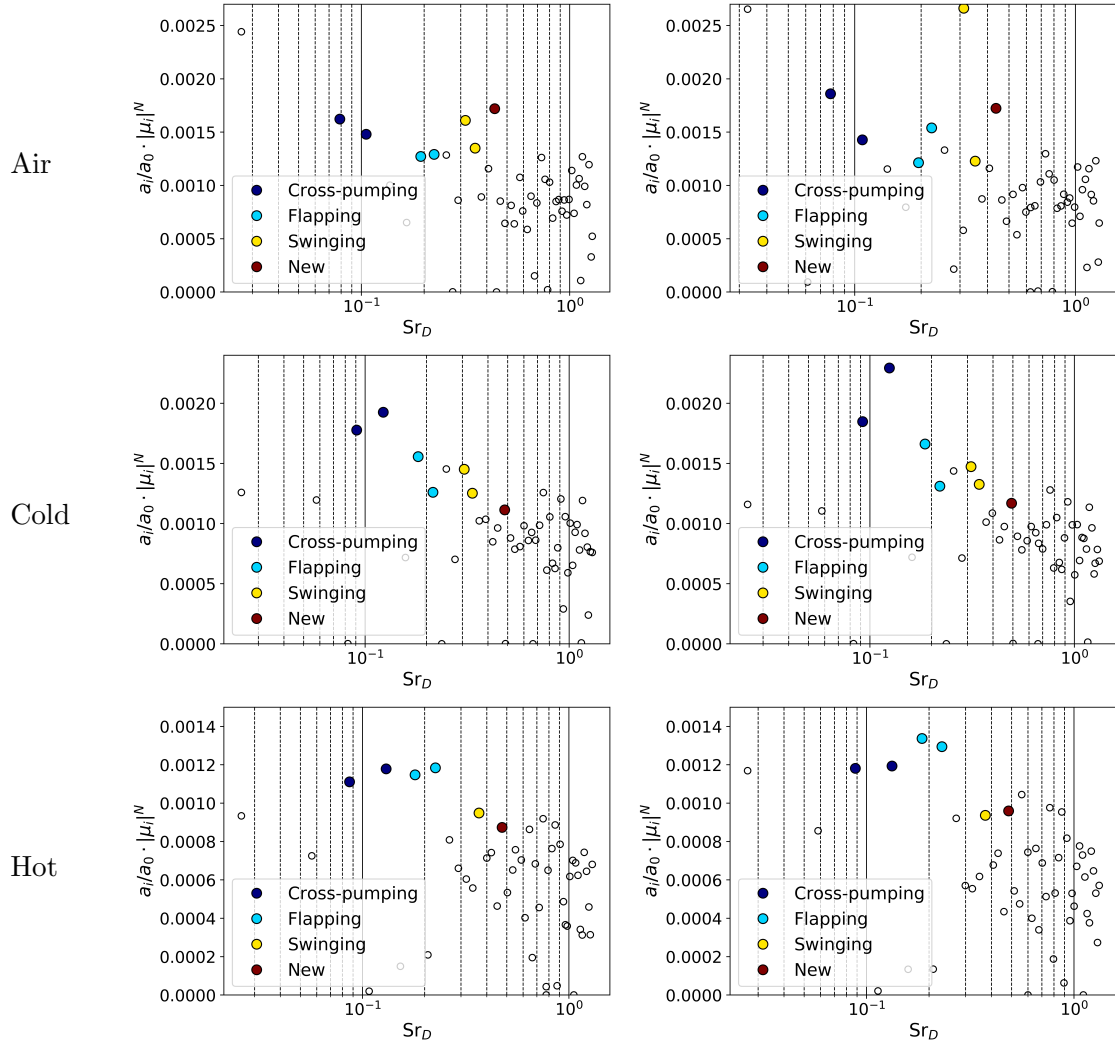 Air
0.0025
0.0020
0.0015
0.0010
0.0005
0.0000
a_i/a_0 · |μ_i|^N
Cross-pumping
Flapping
Swinging
New
10^{-1}
10^0
Sr_D
0.0025
0.0020
0.0015
0.0010
0.0005
0.0000
a_i/a_0 · |μ_i|^N
Cross-pumping
Flapping
Swinging
New
10^{-1}
10^0
Sr_D
Cold
0.0020
0.0015
0.0010
0.0005
0.0000
a_i/a_0 · |μ_i|^N
Cross-pumping
Flapping
Swinging
New
10^{-1}
10^0
Sr_D
0.0020
0.0015
0.0010
0.0005
0.0000
a_i/a_0 · |μ_i|^N
Cross-pumping
Flapping
Swinging
New
10^{-1}
10^0
Sr_D
Hot
0.0014
0.0012
0.0010
0.0008
0.0006
0.0004
0.0002
0.0000
a_i/a_0 · |μ_i|^N
Cross-pumping
Flapping
Swinging
New
10^{-1}
10^0
Sr_D
0.0014
0.0012
0.0010
0.0008
0.0006
0.0004
0.0002
0.0000
a_i/a_0 · |μ_i|^N
Cross-pumping
Flapping
Swinging
New
10^{-1}
10^0
Sr_D